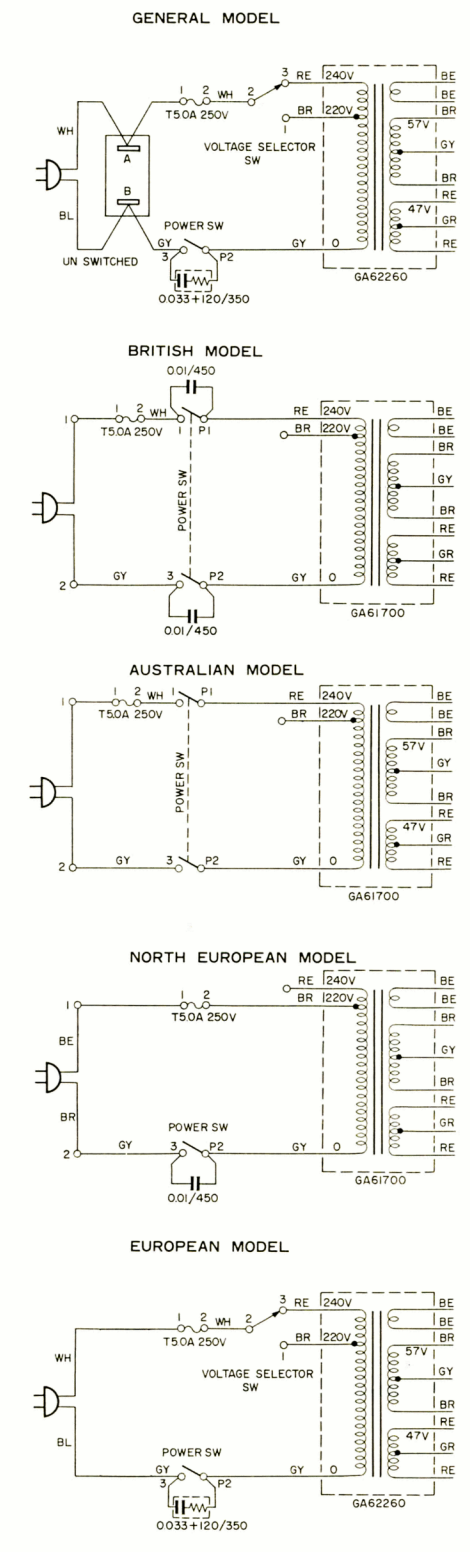 GENERAL MODEL
3 RE 240V BE
1 2 WH 2 BE
T5.0A 250V BR 220V BR
1 57V
WH VOLTAGE SELECTOR SW GY
A
B BR
RE
BL POWER SW 47V GR
GY 3 P2 GY 0 RE
UN SWITCHED
GA62260
0.033+120/350
BRITISH MODEL
0.01/450
1 1 2 WH 1 P1 RE 240V BE
T5.0A 250V BR 220V BE
BR
POWER SW GY
BR
RE
GR
2 GY 3 P2 GY 0 RE
GA61700
0.01/450
AUSTRALIAN MODEL
1 1 2 WH 1 P1 RE 240V BE
T5.0A 250V BR 220V BE
BR
57V
POWER SW GY
BR
RE
47V GR
2 GY 3 P2 GY 0 RE
GA61700
NORTH EUROPEAN MODEL
RE 240V BE
1 1 2 BR 220V BE
T5.0A 250V BR
BE GY
BR
BR RE
POWER SW GR
2 GY 3 P2 GY 0 RE
GA61700
0.01/450
EUROPEAN MODEL
3 RE 240V BE
1 2 WH 2 BE
T5.0A 250V BR 220V BR
1 57V
WH VOLTAGE SELECTOR SW GY
BR
RE
BL POWER SW 47V GR
GY 3 P2 GY 0 RE
GA62260
0.033+120/350